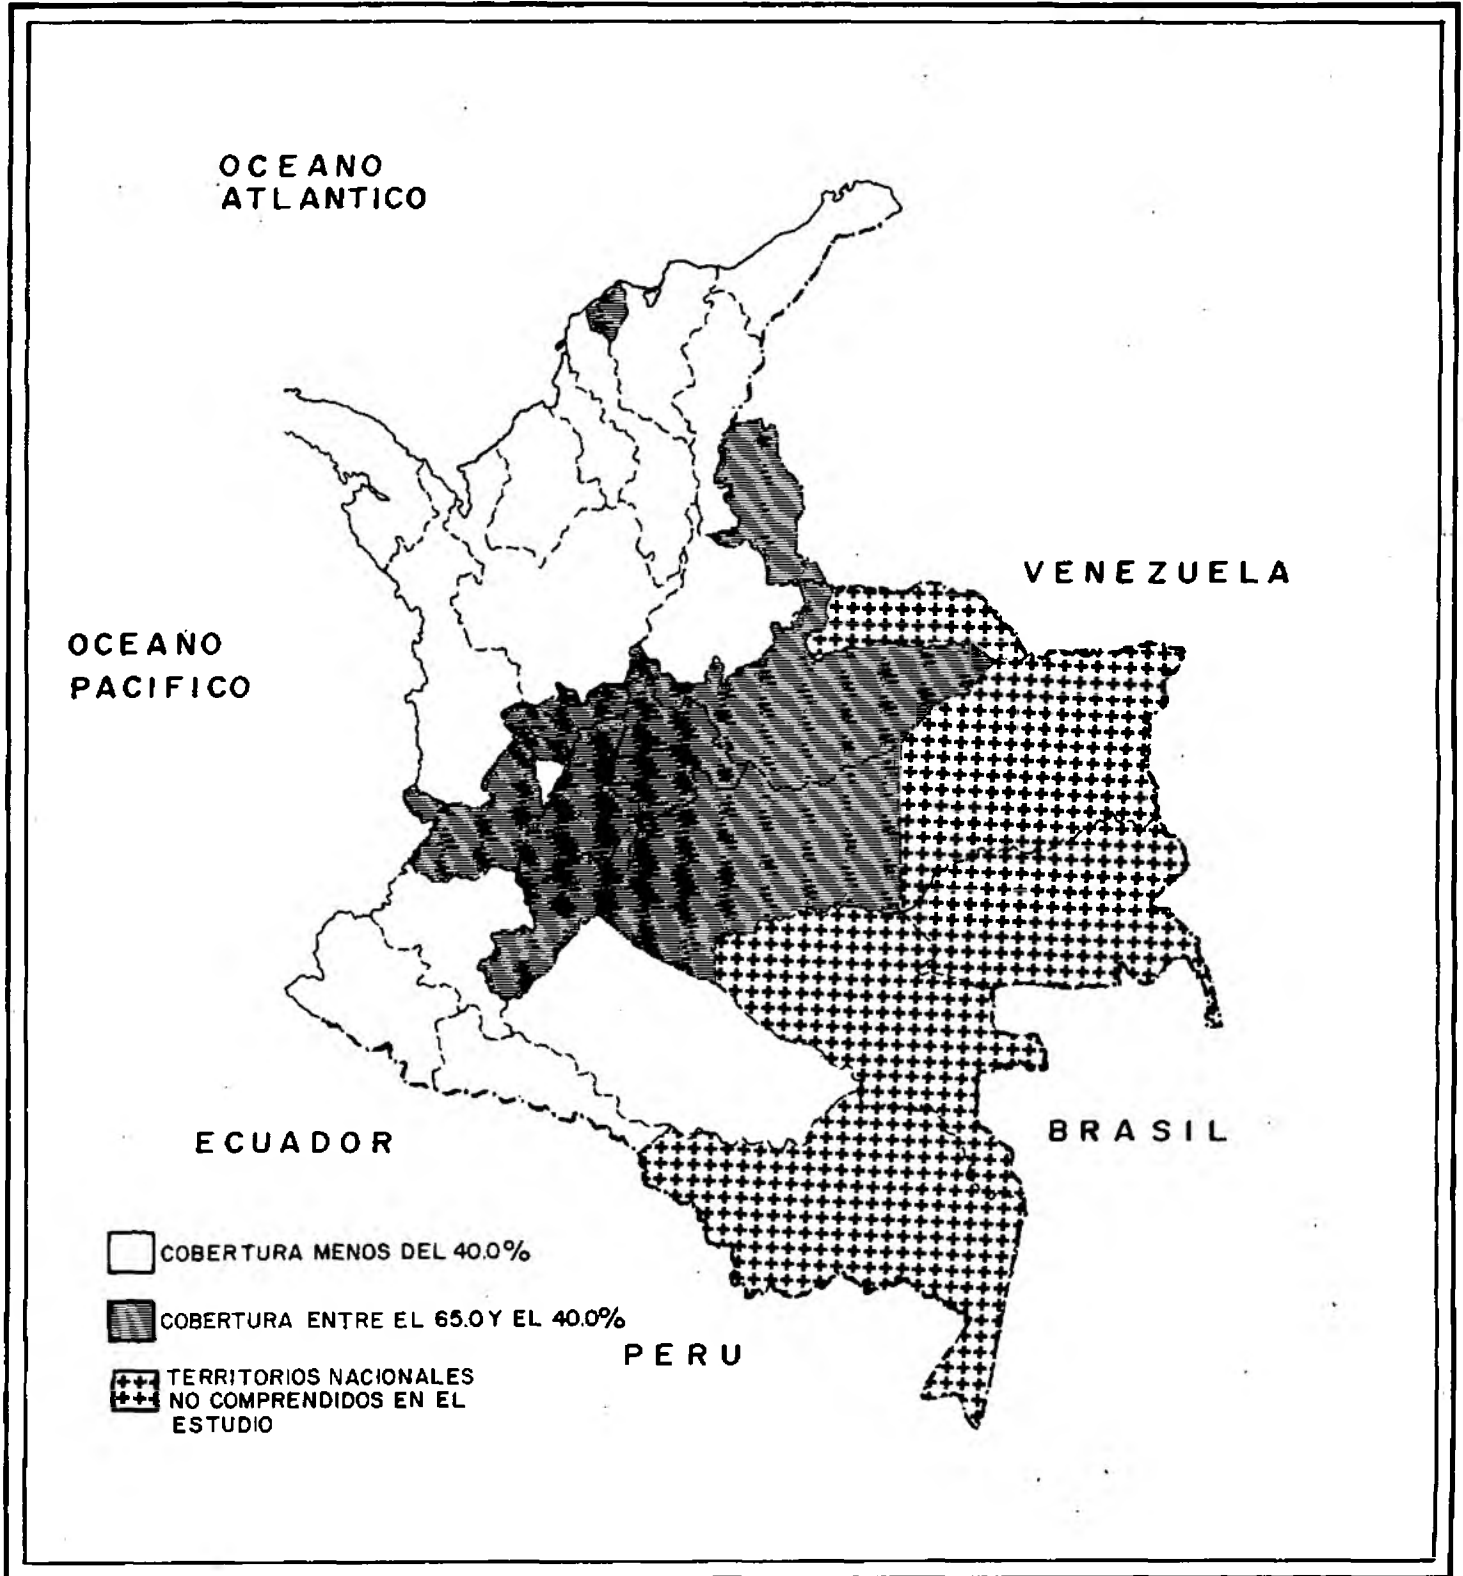 OCEANO
ATLANTICO
VENEZUELA
OCEANO
PACIFICO
ECUADOR
BRASIL
COBERTURA MENOS DEL 40.0%
COBERTURA ENTRE EL 65.0 Y EL 40.0%
PERU
TERRITORIOS NACIONALES
NO COMPRENDIDOS EN EL
ESTUDIO